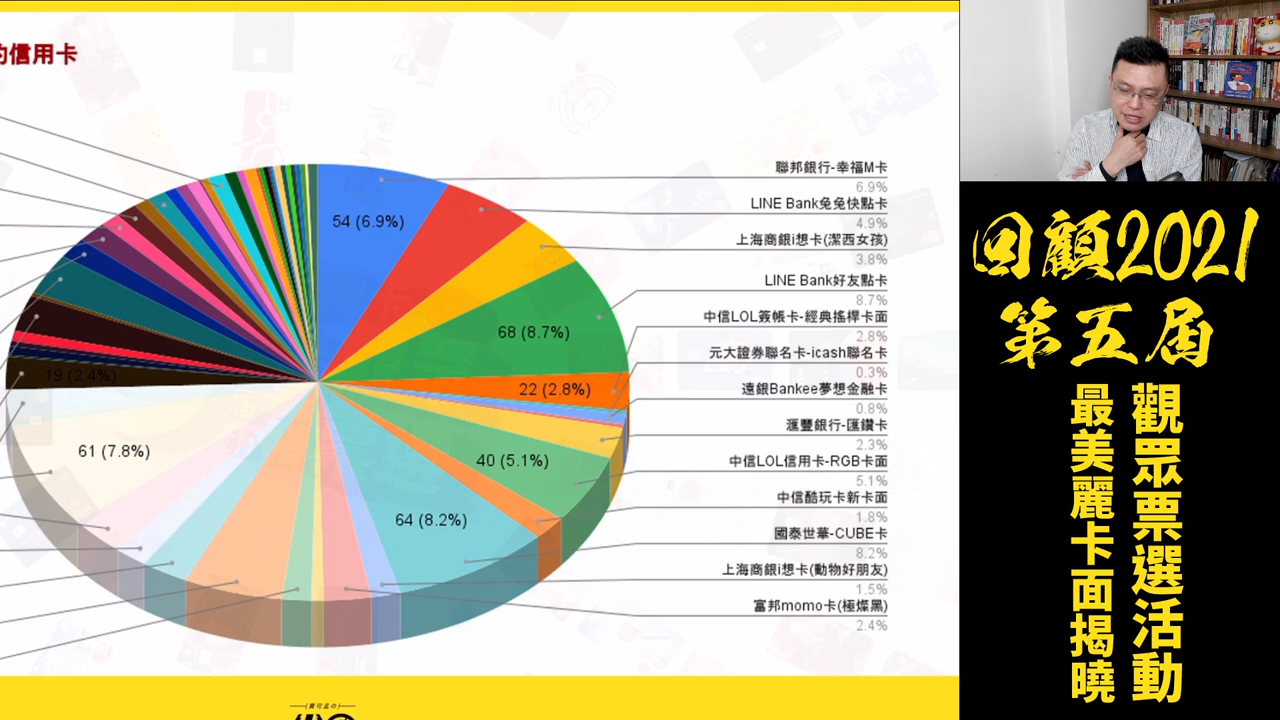 的信用卡
聯邦銀行-幸福M卡
6.9%
LINE Bank兔兔快點卡
4.9%
上海商銀i想卡(潔西女孩)
3.8%
LINE Bank好友點卡
8.7%
中信LOL簽帳卡-經典搖桿卡面
2.8%
元大證券聯名卡-icash聯名卡
0.3%
遠銀Bankee夢想金融卡
0.8%
滙豐銀行-匯鑽卡
2.3%
中信LOL信用卡-RGB卡面
5.1%
中信酷玩卡新卡面
1.8%
國泰世華-CUBE卡
8.2%
上海商銀i想卡(動物好朋友)
1.5%
富邦momo卡(極燦黑)
2.4%
54 (6.9%)
68 (8.7%)
22 (2.8%)
40 (5.1%)
64 (8.2%)
61 (7.8%)
19 (2.4%)
回顧2021
第五屆
觀眾票選活動
最美麗卡面揭曉